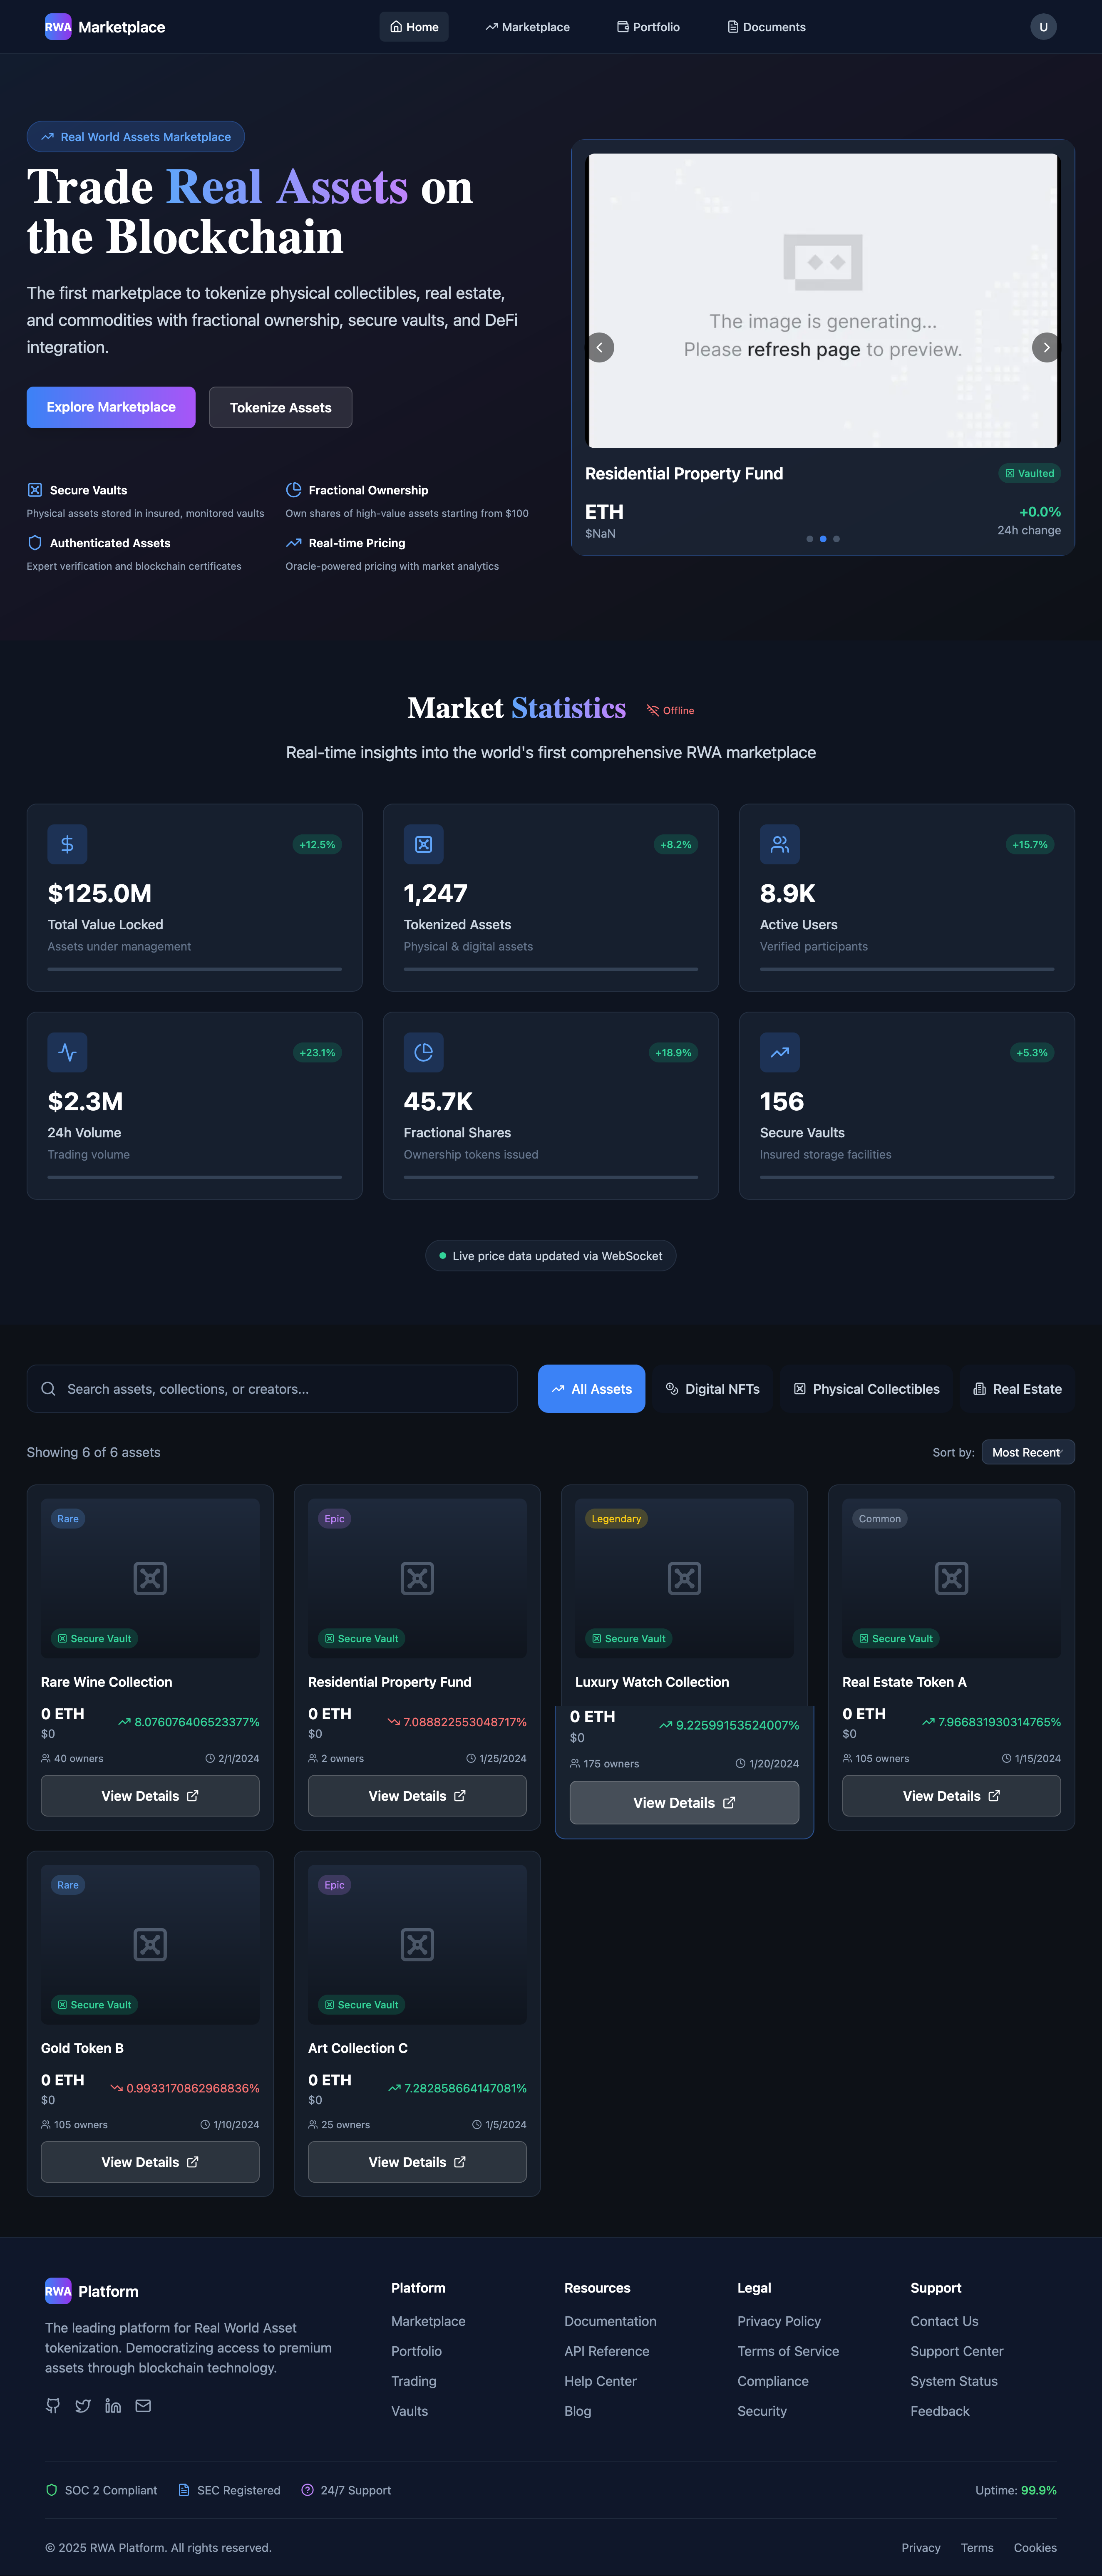 RWA Marketplace
Home
Marketplace
Portfolio
Documents
U
Real World Assets Marketplace
Trade Real Assets on
the Blockchain
The first marketplace to tokenize physical collectibles, real estate,
and commodities with fractional ownership, secure vaults, and DeFi
integration.
Explore Marketplace
Tokenize Assets
Secure Vaults
Physical assets stored in insured, monitored vaults
Fractional Ownership
Own shares of high-value assets starting from $100
Authenticated Assets
Expert verification and blockchain certificates
Real-time Pricing
Oracle-powered pricing with market analytics
The image is generating...
Please refresh page to preview.
Residential Property Fund
Vaulted
ETH
$NaN
+0.0%
24h change
Market Statistics
Offline
Real-time insights into the world's first comprehensive RWA marketplace
+12.5%
$125.0M
Total Value Locked
Assets under management
+8.2%
1,247
Tokenized Assets
Physical & digital assets
+15.7%
8.9K
Active Users
Verified participants
+23.1%
$2.3M
24h Volume
Trading volume
+18.9%
45.7K
Fractional Shares
Ownership tokens issued
+5.3%
156
Secure Vaults
Insured storage facilities
Live price data updated via WebSocket
Search assets, collections, or creators...
All Assets
Digital NFTs
Physical Collectibles
Real Estate
Showing 6 of 6 assets
Sort by:
Most Recent
Rare
Secure Vault
Rare Wine Collection
0 ETH
$0
8.076076406523377%
40 owners
2/1/2024
View Details
Epic
Secure Vault
Residential Property Fund
0 ETH
$0
7.088822553048717%
2 owners
1/25/2024
View Details
Legendary
Secure Vault
Luxury Watch Collection
0 ETH
$0
9.22599153524007%
175 owners
1/20/2024
View Details
Common
Secure Vault
Real Estate Token A
0 ETH
$0
7.966831930314765%
105 owners
1/15/2024
View Details
Rare
Secure Vault
Gold Token B
0 ETH
$0
0.9933170862968836%
105 owners
1/10/2024
View Details
Epic
Secure Vault
Art Collection C
0 ETH
$0
7.282858664147081%
25 owners
1/5/2024
View Details
RWA Platform
The leading platform for Real World Asset
tokenization. Democratizing access to premium
assets through blockchain technology.
Platform
Marketplace
Portfolio
Trading
Vaults
Resources
Documentation
API Reference
Help Center
Blog
Legal
Privacy Policy
Terms of Service
Compliance
Security
Support
Contact Us
Support Center
System Status
Feedback
SOC 2 Compliant
SEC Registered
24/7 Support
Uptime: 99.9%
© 2025 RWA Platform. All rights reserved.
Privacy
Terms
Cookies